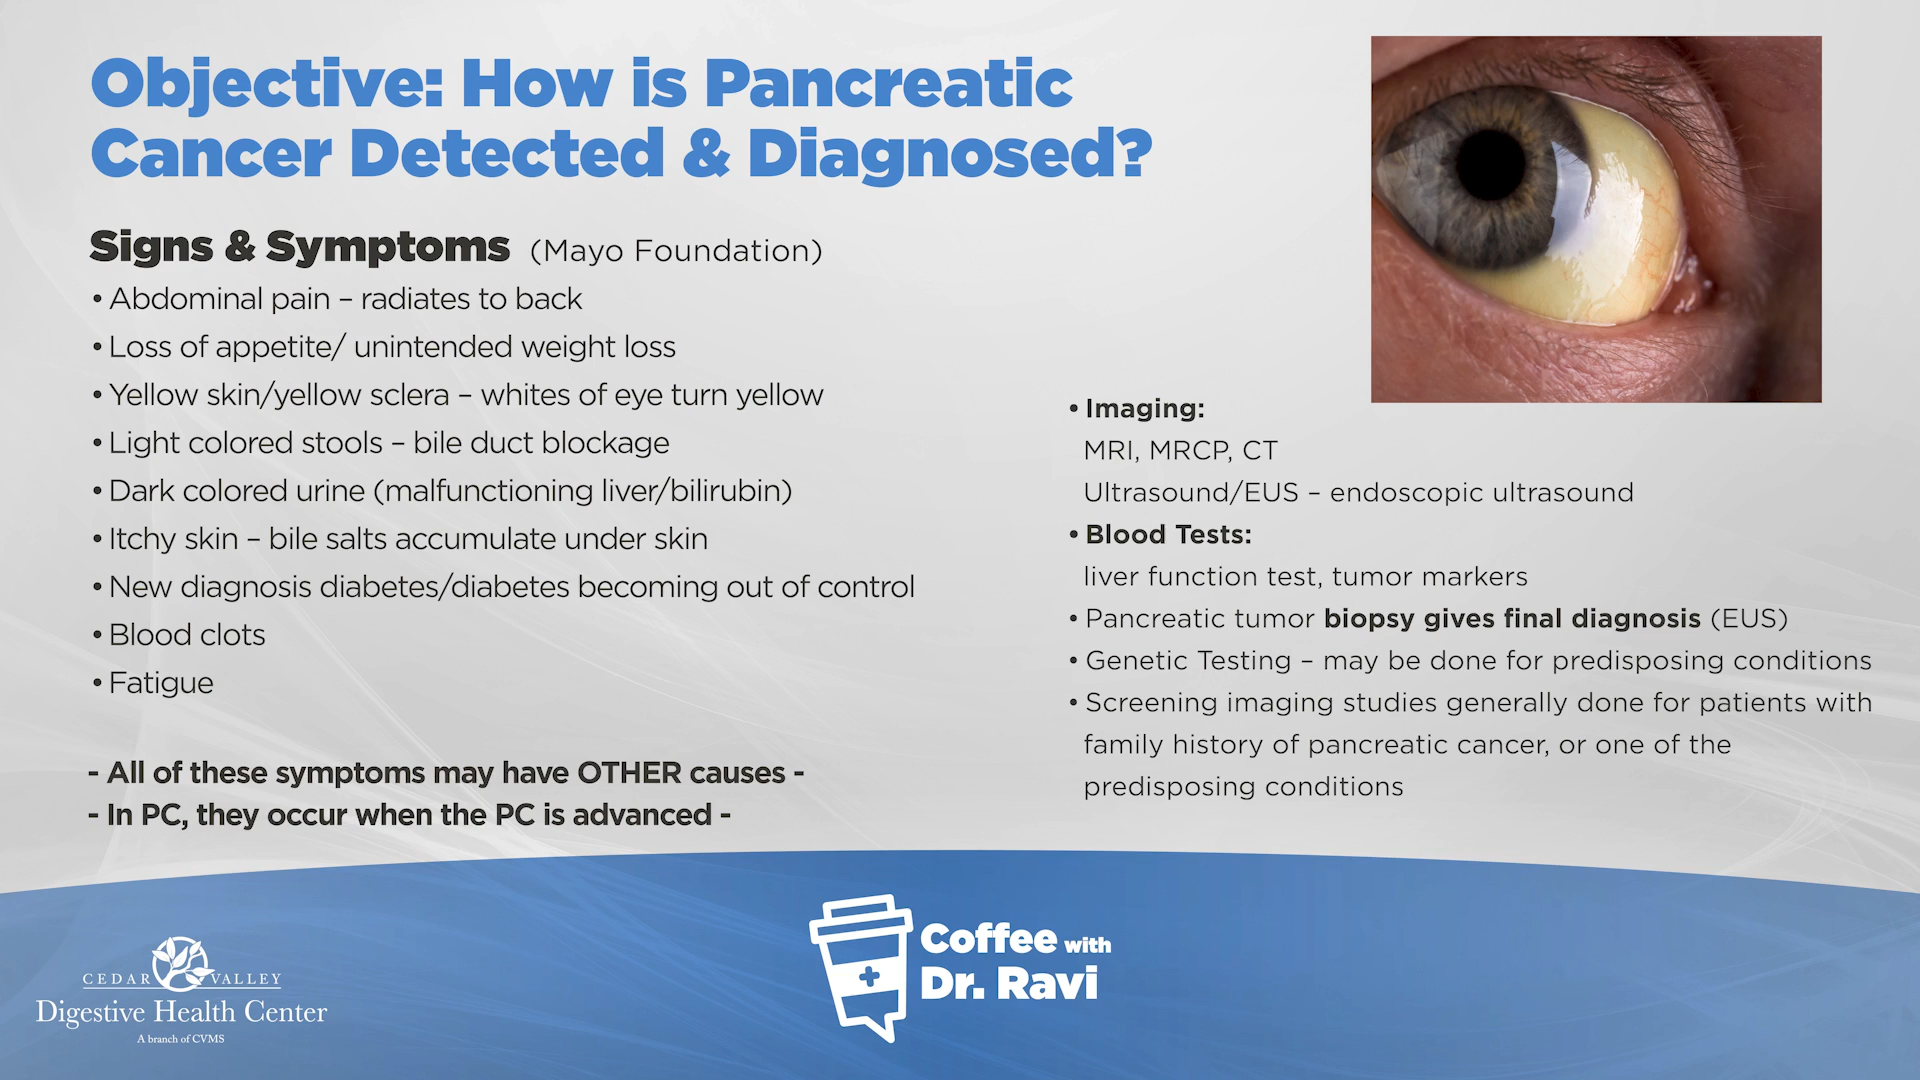 Objective: How is Pancreatic
Cancer Detected & Diagnosed?
Signs & Symptoms (Mayo Foundation)
• Abdominal pain – radiates to back
• Loss of appetite/ unintended weight loss
• Yellow skin/yellow sclera – whites of eye turn yellow
• Light colored stools – bile duct blockage
• Dark colored urine (malfunctioning liver/bilirubin)
• Itchy skin – bile salts accumulate under skin
• New diagnosis diabetes/diabetes becoming out of control
• Blood clots
• Fatigue
- All of these symptoms may have OTHER causes -
- In PC, they occur when the PC is advanced -
• Imaging:
MRI, MRCP, CT
Ultrasound/EUS – endoscopic ultrasound
• Blood Tests:
liver function test, tumor markers
• Pancreatic tumor biopsy gives final diagnosis (EUS)
• Genetic Testing – may be done for predisposing conditions
• Screening imaging studies generally done for patients with
family history of pancreatic cancer, or one of the
predisposing conditions
CEDAR VALLEY
Digestive Health Center
A branch of CVMS
Coffee with
Dr. Ravi